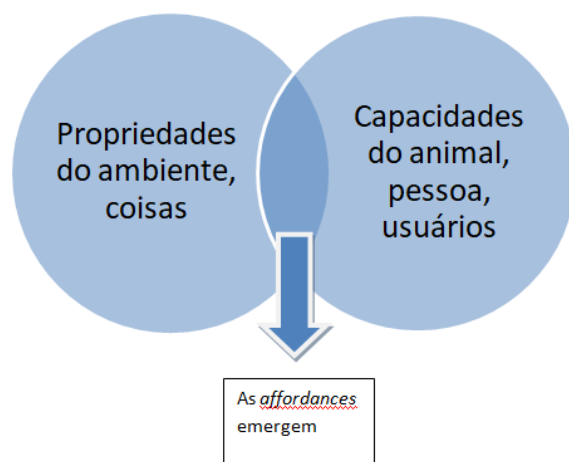 Propriedades
do ambiente,
coisas
Capacidades
do animal,
pessoa,
usuários
As affordances
emergem